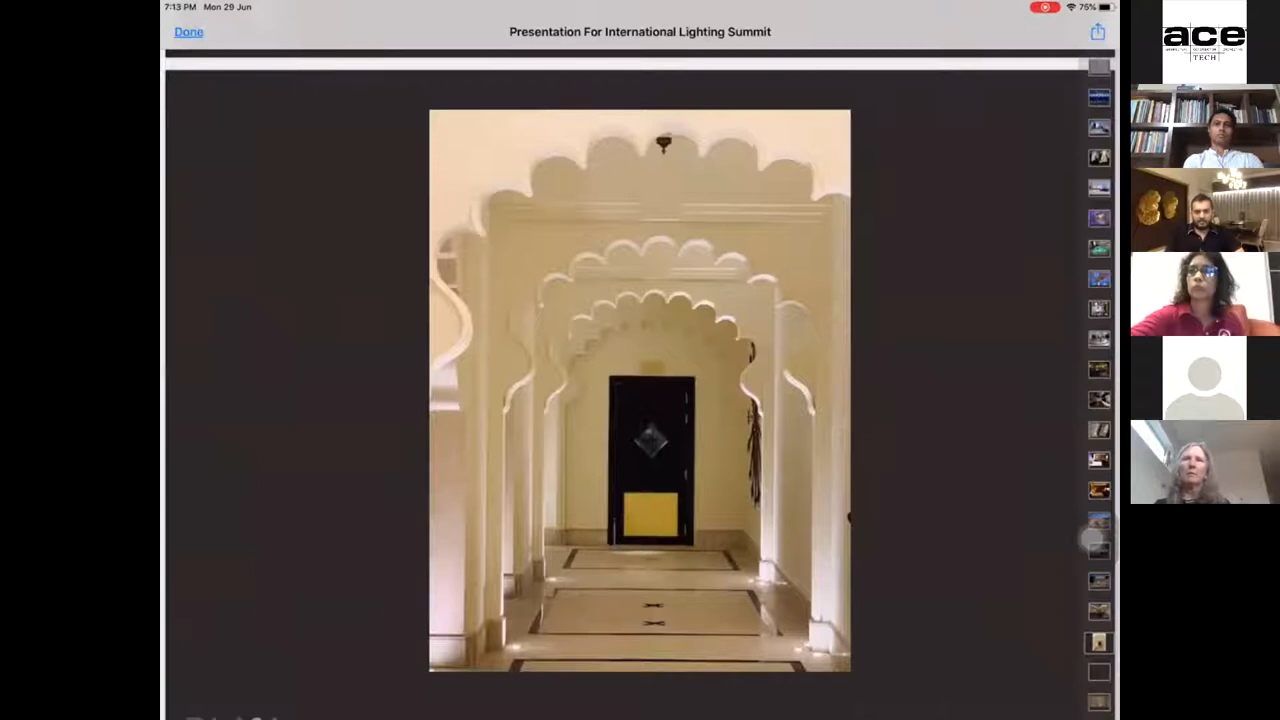 7:13 PM Mon 29 Jun
75%
Done
Presentation For International Lighting Summit
ace
TECH